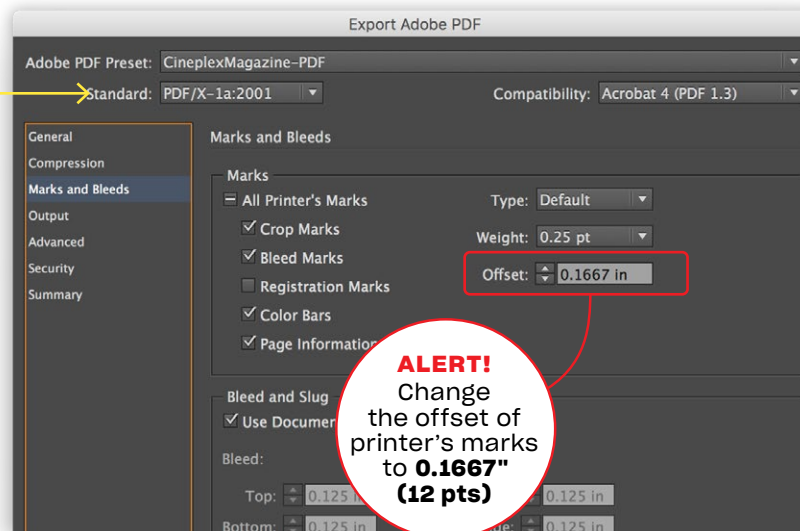 Export Adobe PDF
Adobe PDF Preset: CineplexMagazine-PDF
Standard: PDF/X-1a:2001 Compatibility: Acrobat 4 (PDF 1.3)
General
Compression
Marks and Bleeds
Output
Advanced
Security
Summary
Marks and Bleeds
Marks
All Printer's Marks
Crop Marks
Bleed Marks
Registration Marks
Color Bars
Page Information
Type: Default
Weight: 0.25 pt
Offset: 0.1667 in
ALERT!
Change
the offset of
printer's marks
to 0.1667"
(12 pts)
Bleed and Slug
Use Docume
Bleed:
Top: 0.125 in 0.125 in
Bottom: 0.125 in 0.125 in